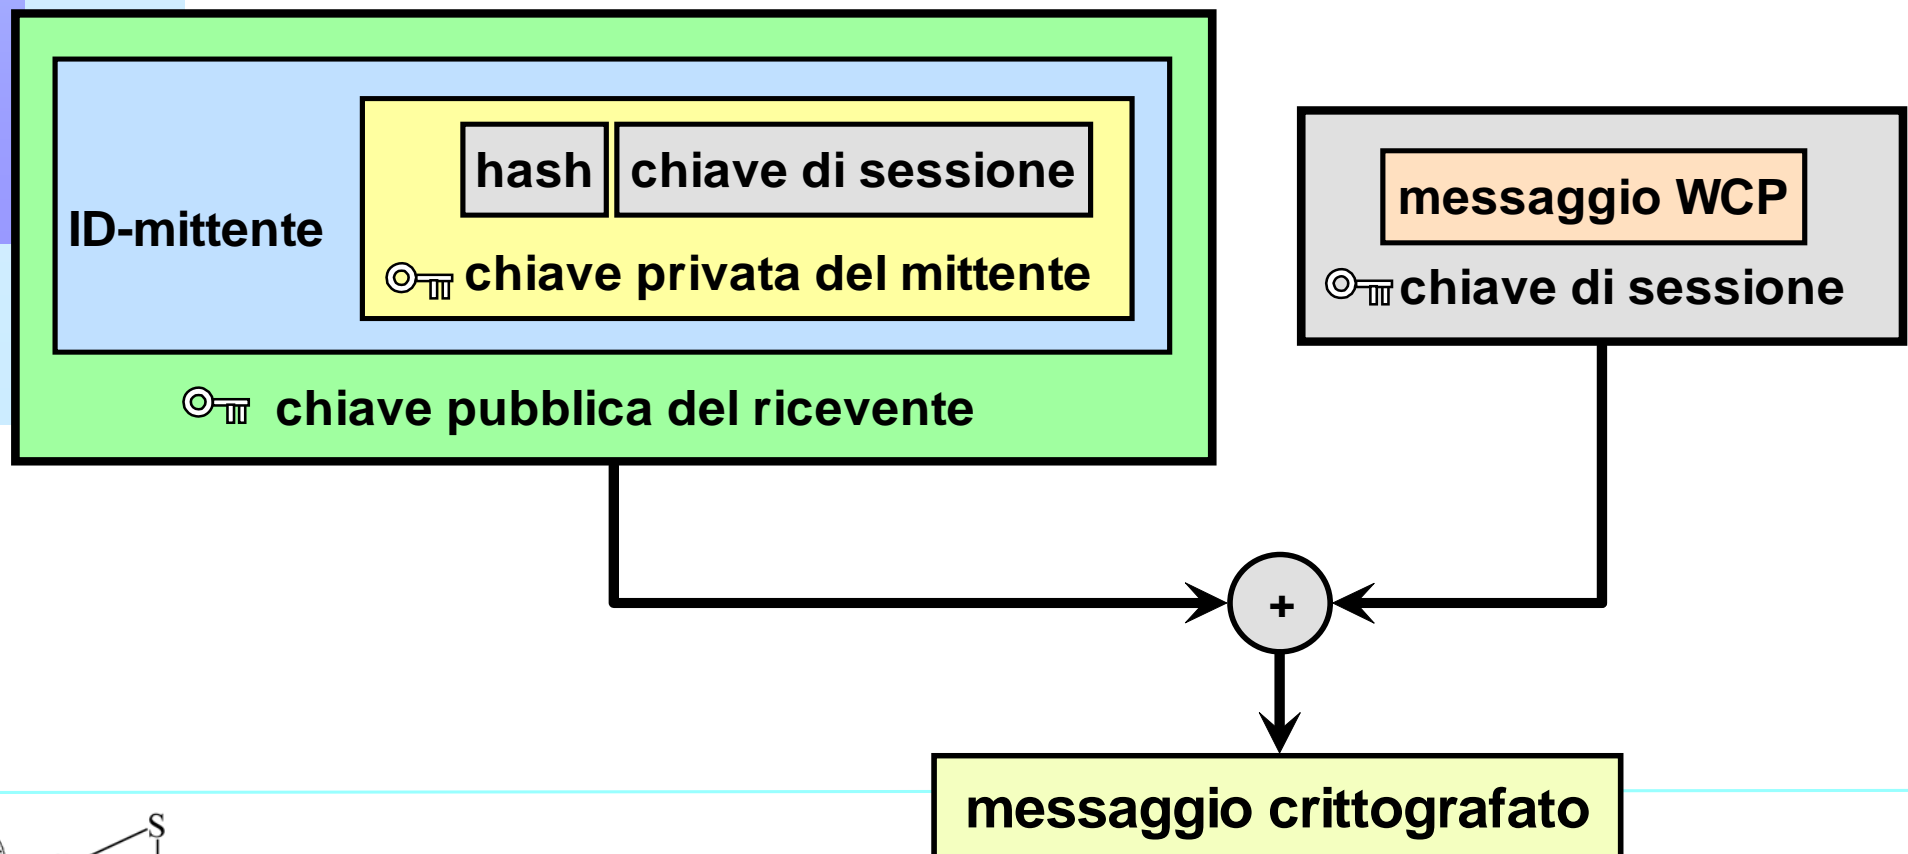 hash
chiave di sessione
ID-mittente
chiave privata del mittente
chiave pubblica del ricevente
messaggio WCP
chiave di sessione
+
messaggio crittografato
S